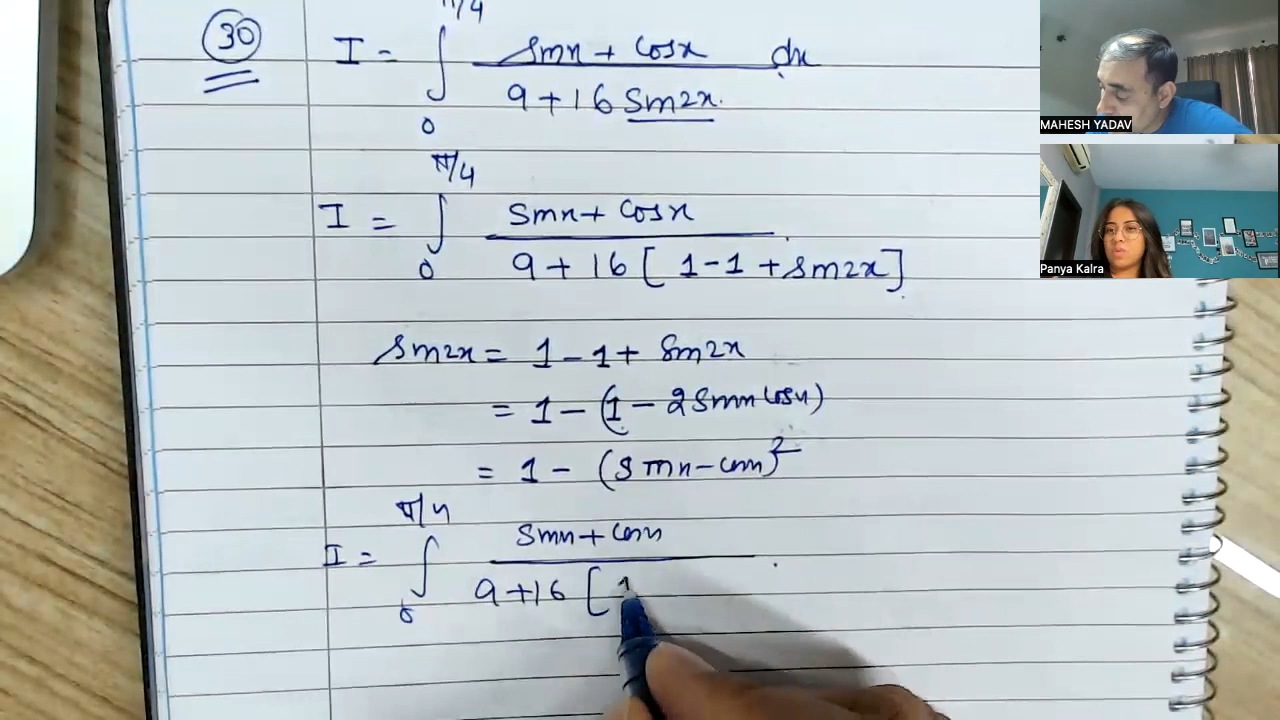 30 I = ∫ π/4 0 sinx + cosx dx
9 + 16 sin2x.
I = ∫ π/4 0 sinx + cosx
9 + 16 [ 1 - 1 + sin2x ]
sin2x = 1 - 1 + sin2x
= 1 - (1 - 2 sinx cosx)
= 1 - (sinx - cosx)²
I = ∫ π/4 0 sinx + cosx
9 + 16 [ 1
MAHESH YADAV
Panya Kalra